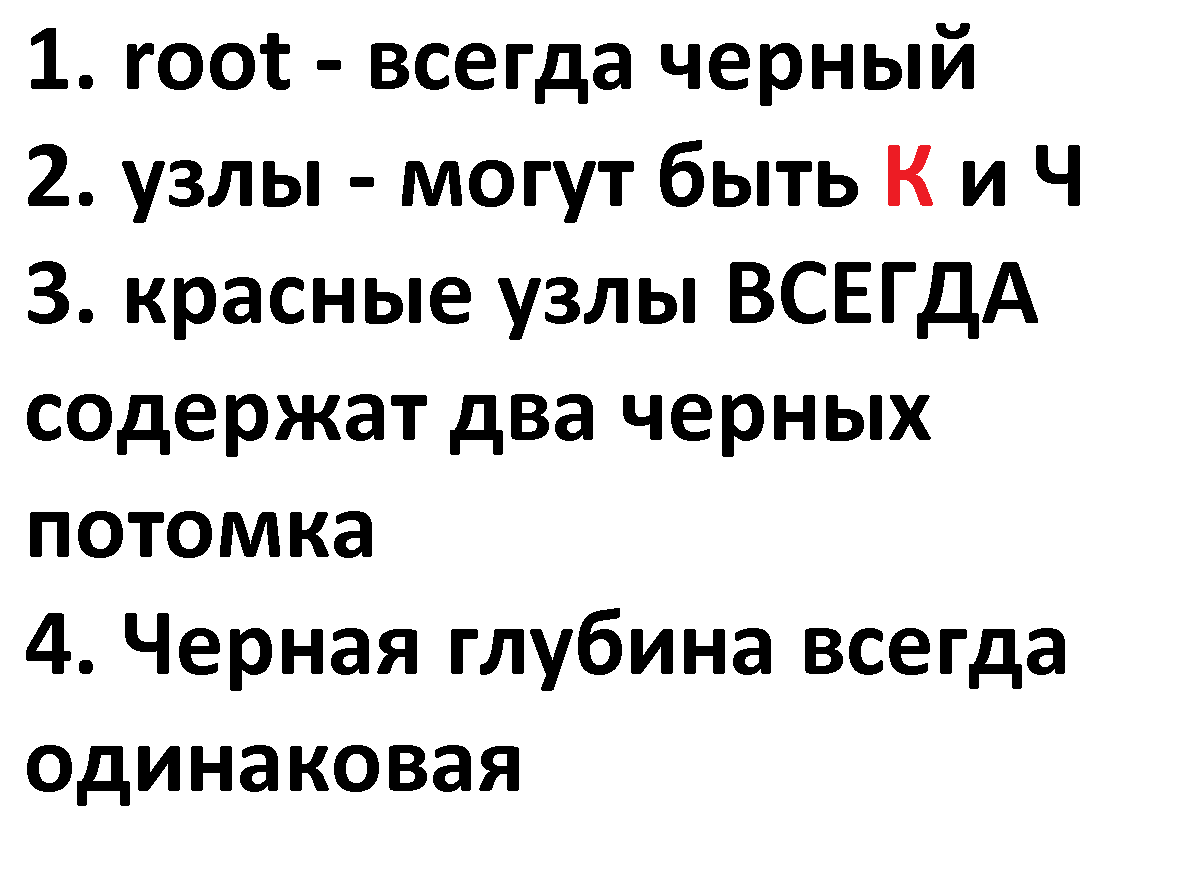 1. root - всегда черный
2. узлы - могут быть К и Ч
3. красные узлы ВСЕГДА
содержат два черных
потомка
4. Черная глубина всегда
одинаковая